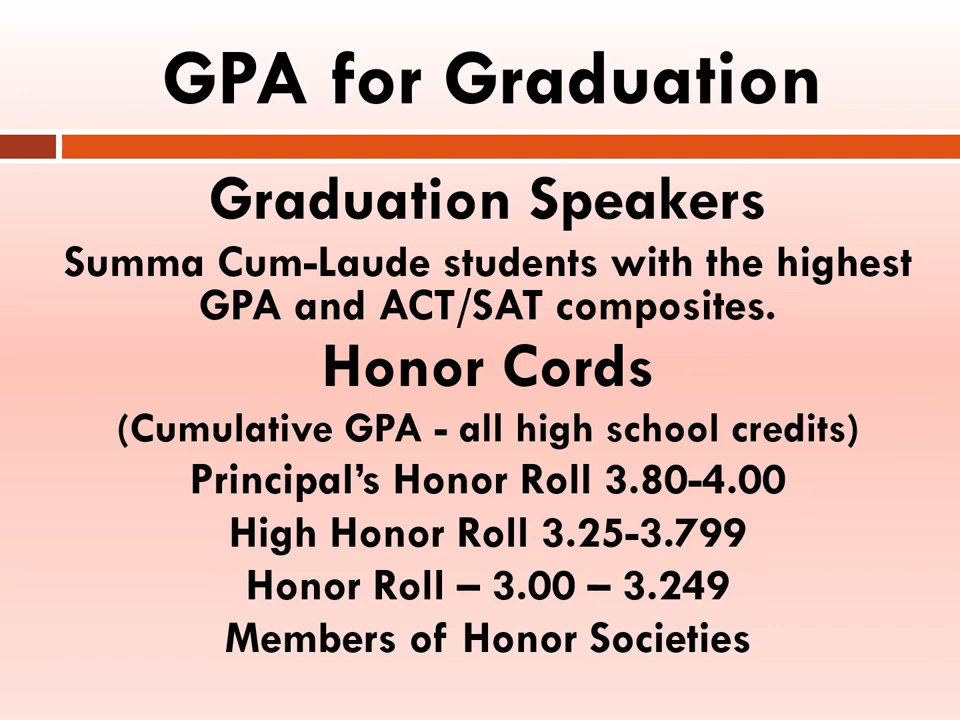 GPA for Graduation
Graduation Speakers
Summa Cum-Laude students with the highest
GPA and ACT/SAT composites.
Honor Cords
(Cumulative GPA - all high school credits)
Principal’s Honor Roll 3.80-4.00
High Honor Roll 3.25-3.799
Honor Roll – 3.00 – 3.249
Members of Honor Societies